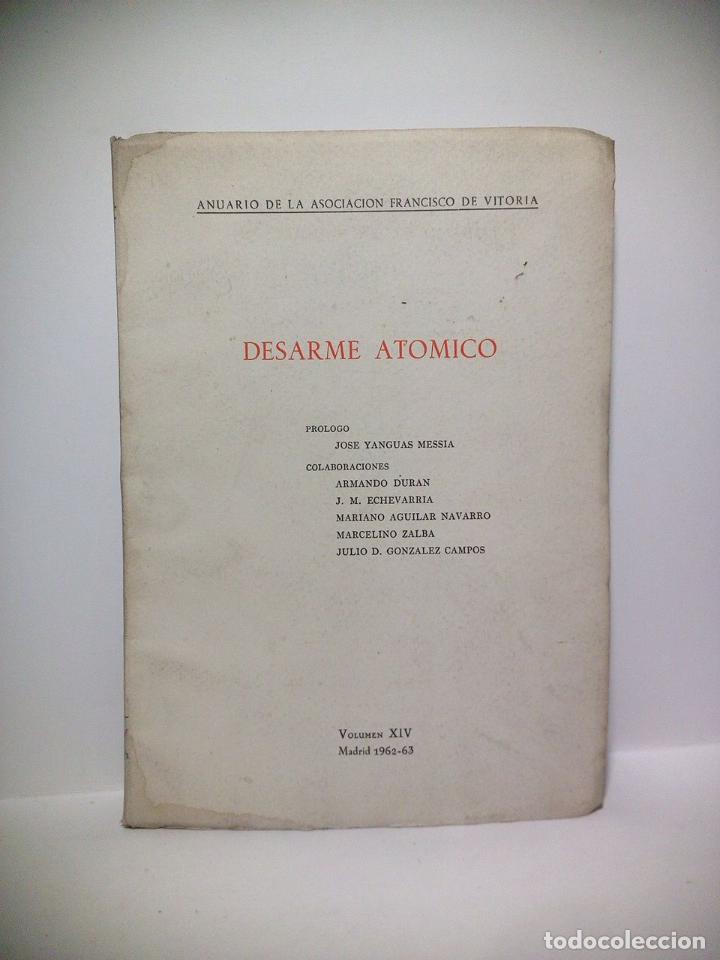 ANUARIO DE LA ASOCIACION FRANCISCO DE VITORIA
DESARME ATOMICO
PROLOGO
JOSE YANGUAS MESSIA
COLABORACIONES
ARMANDO DURAN
J. M. ECHEVARRIA
MARIANO AGUILAR NAVARRO
MARCELINO ZALBA
JULIO D. GONZALEZ CAMPOS
VOLUMEN XIV
Madrid 1962-63
todocoleccion